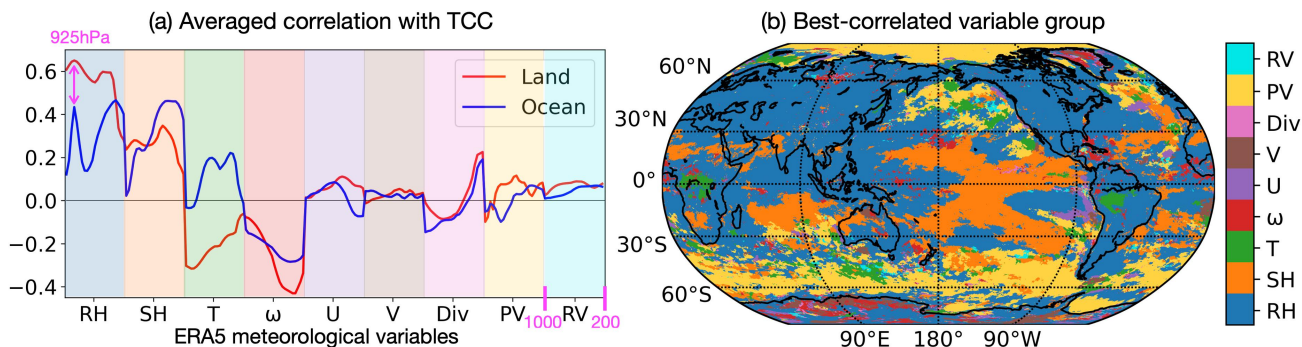 (a) Averaged correlation with TCC
925hPa
0.6
0.4
0.2
0.0
−0.2
−0.4
Land
Ocean
RH SH T ω U V Div PV RV
1000 200
ERA5 meteorological variables
(b) Best-correlated variable group
60°N
30°N
0°
30°S
60°S
90°E 180° 90°W
RV
PV
Div
V
U
ω
T
SH
RH